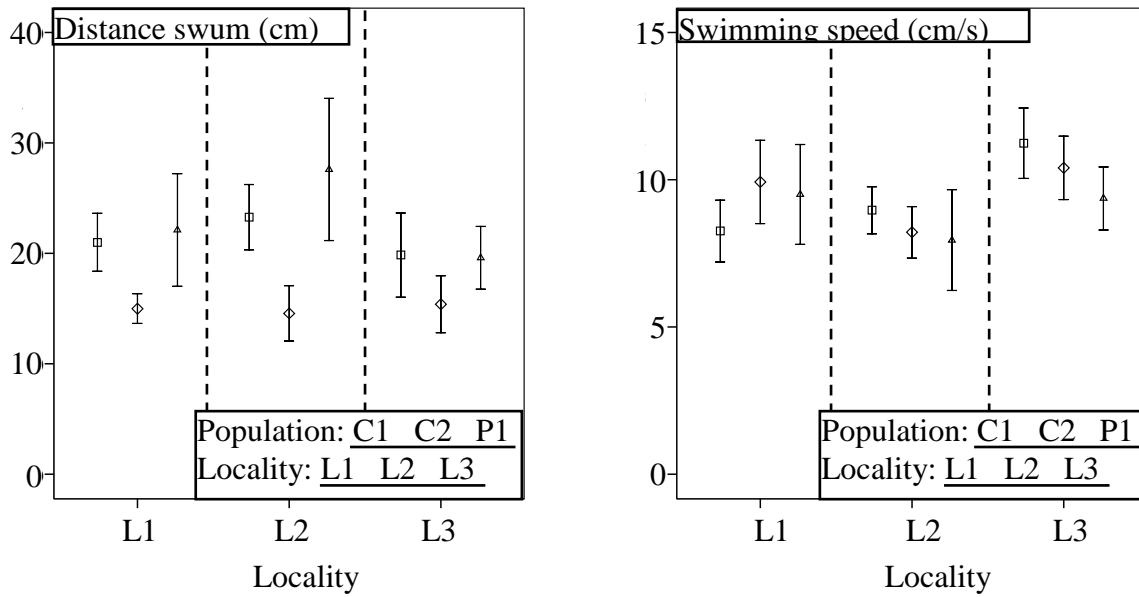 Distance swum (cm)
40
30
20
10
0
Population: C1 C2 P1
Locality: L1 L2 L3
L1 L2 L3
Locality
Swimming speed (cm/s)
15
10
5
0
Population: C1 C2 P1
Locality: L1 L2 L3
L1 L2 L3
Locality